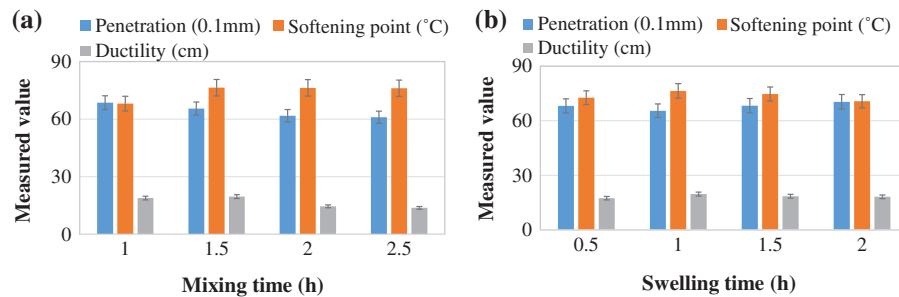 (a)
Penetration (0.1mm) Softening point (˚C)
Ductility (cm)
90
60
30
0
Measured value
1 1.5 2 2.5
Mixing time (h)
(b)
Penetration (0.1mm) Softening point (˚C)
Ductility (cm)
90
60
30
0
Measured value
0.5 1 1.5 2
Swelling time (h)